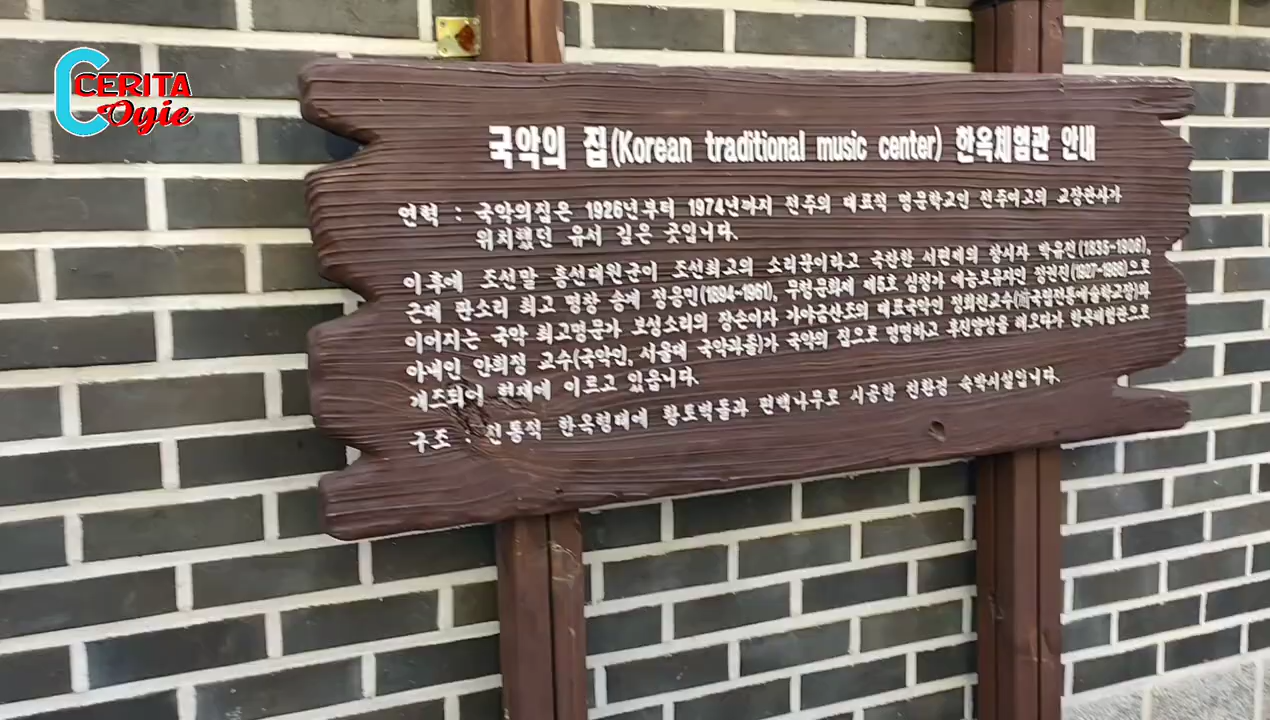 CERITA
Oyie
국악의 집(Korean traditional music center) 한옥체험관 안내
연혁 : 국악의집은 1926년부터 1974년까지 전주의 대표적 명문학교인 전주여고의 교장관사가
위치했던 유서 깊은 곳입니다.
이후에 조선말 흥선대원군이 조선최고의 소리꾼이라고 극찬한 서편제의 창시자 박유전(1835-1906),
근대 판소리 최고 명창 송계 정응민(1894-1961), 무형문화제 제5호 심청가 예능보유자인 정권진(1927-1986)으로
이어지는 국악 최고명문가 보성소리의 장손이자 가야금산조의 대표국악인 정회천교수(前국립전통예술학교장)와
아내인 안희정 교수(국악인, 서울대 국악과졸)가 국악의 집으로 명명하고 후진양성을 해오다가 한옥체험관으로
개조되어 현재에 이르고 있읍니다.
구조 : 전통적 한옥형태에 황토벽돌과 편백나무로 시공한 친환경 숙박시설입니다.